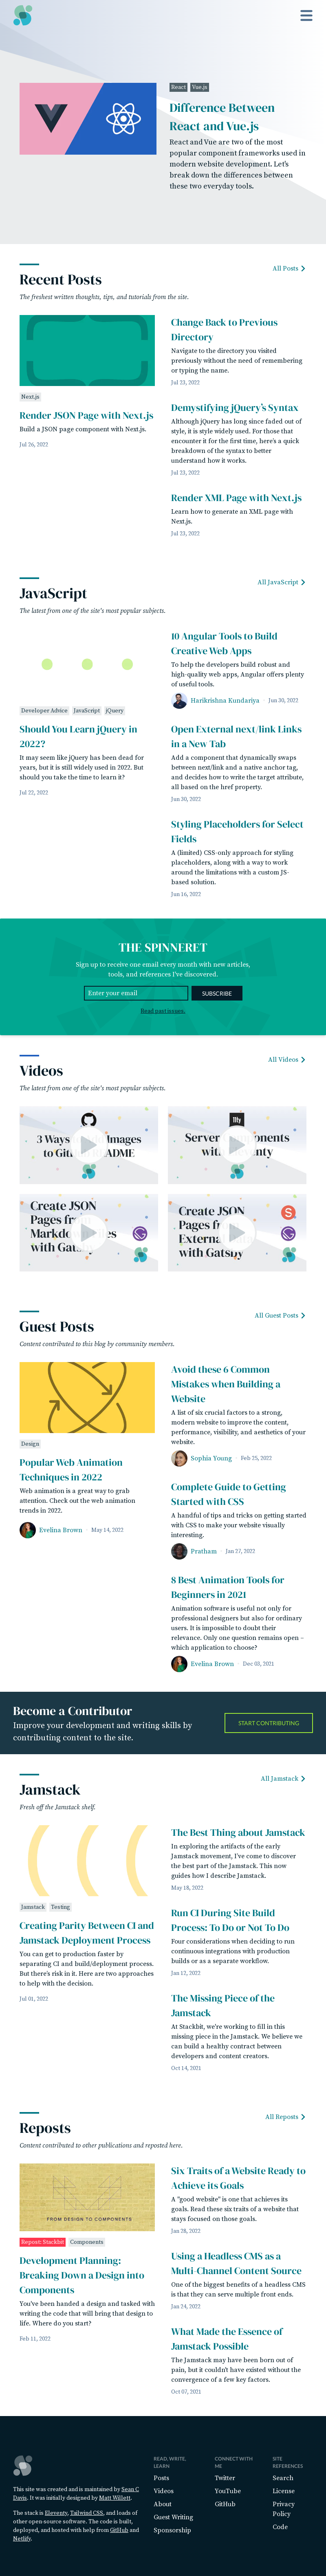 React Vue.js
Difference Between
React and Vue.js
React and Vue are two of the most
popular component frameworks used in
modern website development. Let's
break down the differences between
these two everyday tools.
Recent Posts
All Posts
The freshest written thoughts, tips, and tutorials from the site.
Next.js
Render JSON Page with Next.js
Build a JSON page component with Next.js.
Jul 26, 2022
Change Back to Previous
Directory
Navigate to the directory you visited
previously without the need of remembering
or typing the name.
Jul 23, 2022
Demystifying jQuery's Syntax
Although jQuery has long since faded out of
style, it is style widely used. For those that
encounter it for the first time, here's a quick
breakdown of the syntax to better
understand how it works.
Jul 23, 2022
Render XML Page with Next.js
Learn how to generate an XML page with
Next.js.
Jul 23, 2022
JavaScript
All JavaScript
The latest from one of the site's most popular subjects.
Developer Advice JavaScript jQuery
Should You Learn jQuery in
2022?
It may seem like jQuery has been dead for
years, but it is still widely used in 2022. But
should you take the time to learn it?
Jul 22, 2022
10 Angular Tools to Build
Creative Web Apps
To help the developers build robust and
high-quality web apps, Angular offers plenty
of useful tools.
Harikrishna Kundariya Jun 30, 2022
Open External next/link Links
in a New Tab
Add a component that dynamically swaps
between next/link and a native anchor tag,
and decides how to write the target attribute,
all based on the href property.
Jun 30, 2022
Styling Placeholders for Select
Fields
A (limited) CSS-only approach for styling
placeholders, along with a way to work
around the limitations with a custom JS-
based solution.
Jun 16, 2022
THE SPINNERET
Sign up to receive one email every month with new articles,
tools, and references I've discovered.
Enter your email
SUBSCRIBE
Read past issues.
Videos
All Videos
The latest from one of the site's most popular subjects.
Create JSON
with Gatsby
Create JSON
with Gatsby
Guest Posts
All Guest Posts
Content contributed to this blog by community members.
Design
Popular Web Animation
Techniques in 2022
Web animation is a great way to grab
attention. Check out the web animation
trends in 2022.
Evelina Brown May 14, 2022
Avoid these 6 Common
Mistakes when Building a
Website
A list of six crucial factors to a strong,
modern website to improve the content,
performance, visibility, and aesthetics of your
website.
Sophia Young Feb 25, 2022
Complete Guide to Getting
Started with CSS
A handful of tips and tricks on getting started
with CSS to make your website visually
interesting.
Pratham · Jan 27, 2022
8 Best Animation Tools for
Beginners in 2021
Animation software is useful not only for
professional designers but also for ordinary
users. It is impossible to doubt their
relevance. Only one question remains open –
which application to choose?
Evelina Brown · Dec 03, 2021
Become a Contributor
Improve your development and writing skills by
contributing content to the site.
START CONTRIBUTING
Jamstack
All Jamstack
Fresh off the Jamstack shelf.
Jamstack Testing
Creating Parity Between CI and
Jamstack Deployment Process
You can get to production faster by
separating CI and build/deployment process.
But there's risk in it. Here are two approaches
to help with the decision.
Jul 01, 2022
The Best Thing about Jamstack
In exploring the artifacts of the early
Jamstack movement, I've come to discover
the best part of the Jamstack. This now
guides how I describe Jamstack.
May 18, 2022
Run CI During Site Build
Process: To Do or Not To Do
Four considerations when deciding to run
continuous integrations with production
builds or as a separate workflow.
Jan 12, 2022
The Missing Piece of the
Jamstack
At Stackbit, we're working to fill in this
missing piece in the Jamstack. We believe we
can build a healthy contract between
developers and content creators.
Oct 14, 2021
Reposts
All Reposts
Content contributed to other publications and reposted here.
FROM DESIGN TO COMPONENTS
Repost: Stackbit Components
Development Planning:
Breaking Down a Design into
Components
You've been handed a design and tasked with
writing the code that will bring that design to
life. Where do you start?
Feb 11, 2022
Six Traits of a Website Ready to
Achieve its Goals
A "good website" is one that achieves its
goals. Read these six traits of a website that
stays focused on those goals.
Jan 28, 2022
Using a Headless CMS as a
Multi-Channel Content Source
One of the biggest benefits of a headless CMS
is that they can serve multiple front ends.
Jan 24, 2022
What Made the Essence of
Jamstack Possible
The Jamstack may have been born out of
pain, but it couldn't have existed without the
convergence of a few key factors.
Oct 07, 2021
This site was created and is maintained by Sean C
Davis. It was initially designed by Matt Willett.
The stack is Eleventy, Tailwind CSS, and loads of
other open source software. The code is built,
deployed, and hosted with help from GitHub and
Netlify.
READ, WRITE,
LEARN
Posts
Videos
About
Guest Writing
Sponsorship
CONNECT WITH
ME
Twitter
YouTube
GitHub
SITE
REFERENCES
Search
License
Privacy
Policy
Code